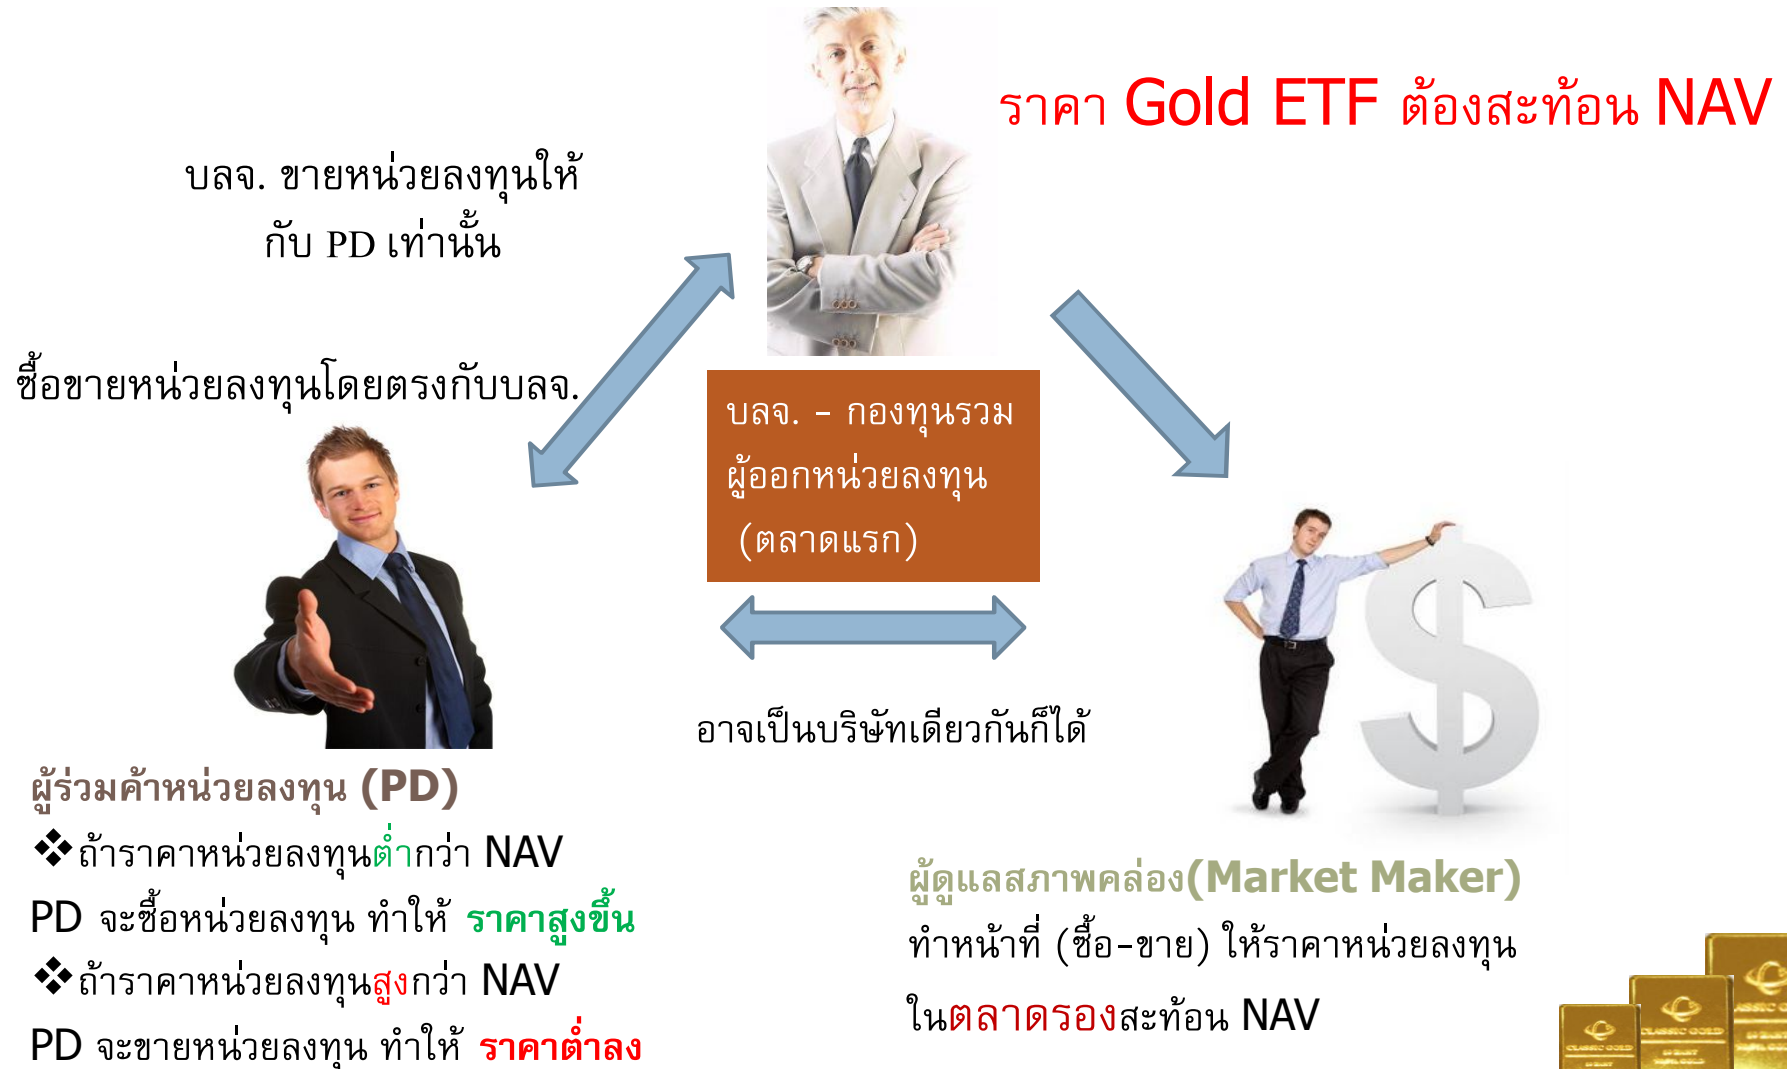 ราคา Gold ETF ต้องสะท้อน NAV
บลจ. ขายหน่วยลงทุนให้
กับ PD เท่านั้น
ซื้อขายหน่วยลงทุนโดยตรงกับบลจ.
บลจ. - กองทุนรวม
ผู้ออกหน่วยลงทุน
(ตลาดแรก)
อาจเป็นบริษัทเดียวกันก็ได้
ผู้ร่วมค้าหน่วยลงทุน (PD)
❖ถ้าราคาหน่วยลงทุนต่ำกว่า NAV
PD จะซื้อหน่วยลงทุน ทำให้ ราคาสูงขึ้น
❖ถ้าราคาหน่วยลงทุนสูงกว่า NAV
PD จะขายหน่วยลงทุน ทำให้ ราคาต่ำลง
ผู้ดูแลสภาพคล่อง(Market Maker)
ทำหน้าที่ (ซื้อ-ขาย) ให้ราคาหน่วยลงทุน
ในตลาดรองสะท้อน NAV
CLASSIC GOLD